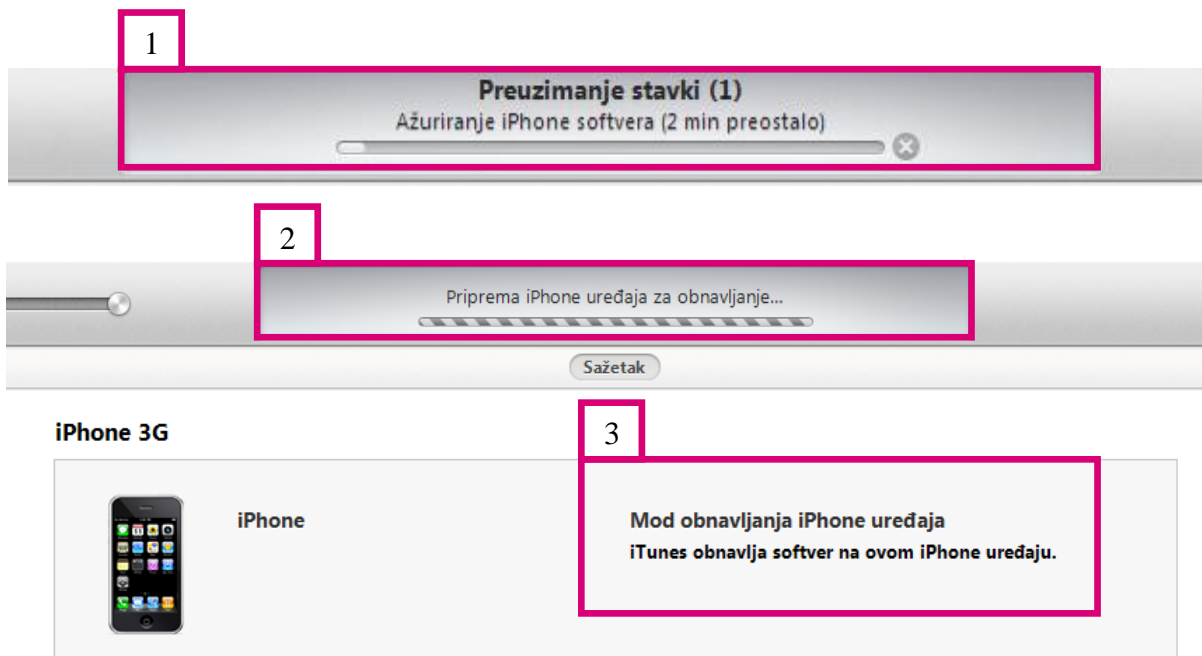 1
Preuzimanje stavki (1)
Ažuriranje iPhone softvera (2 min preostalo)
2
Priprema iPhone uređaja za obnavljanje...
Sažetak
iPhone 3G
3
iPhone
Mod obnavljanja iPhone uređaja
iTunes obnavlja softver na ovom iPhone uređaju.